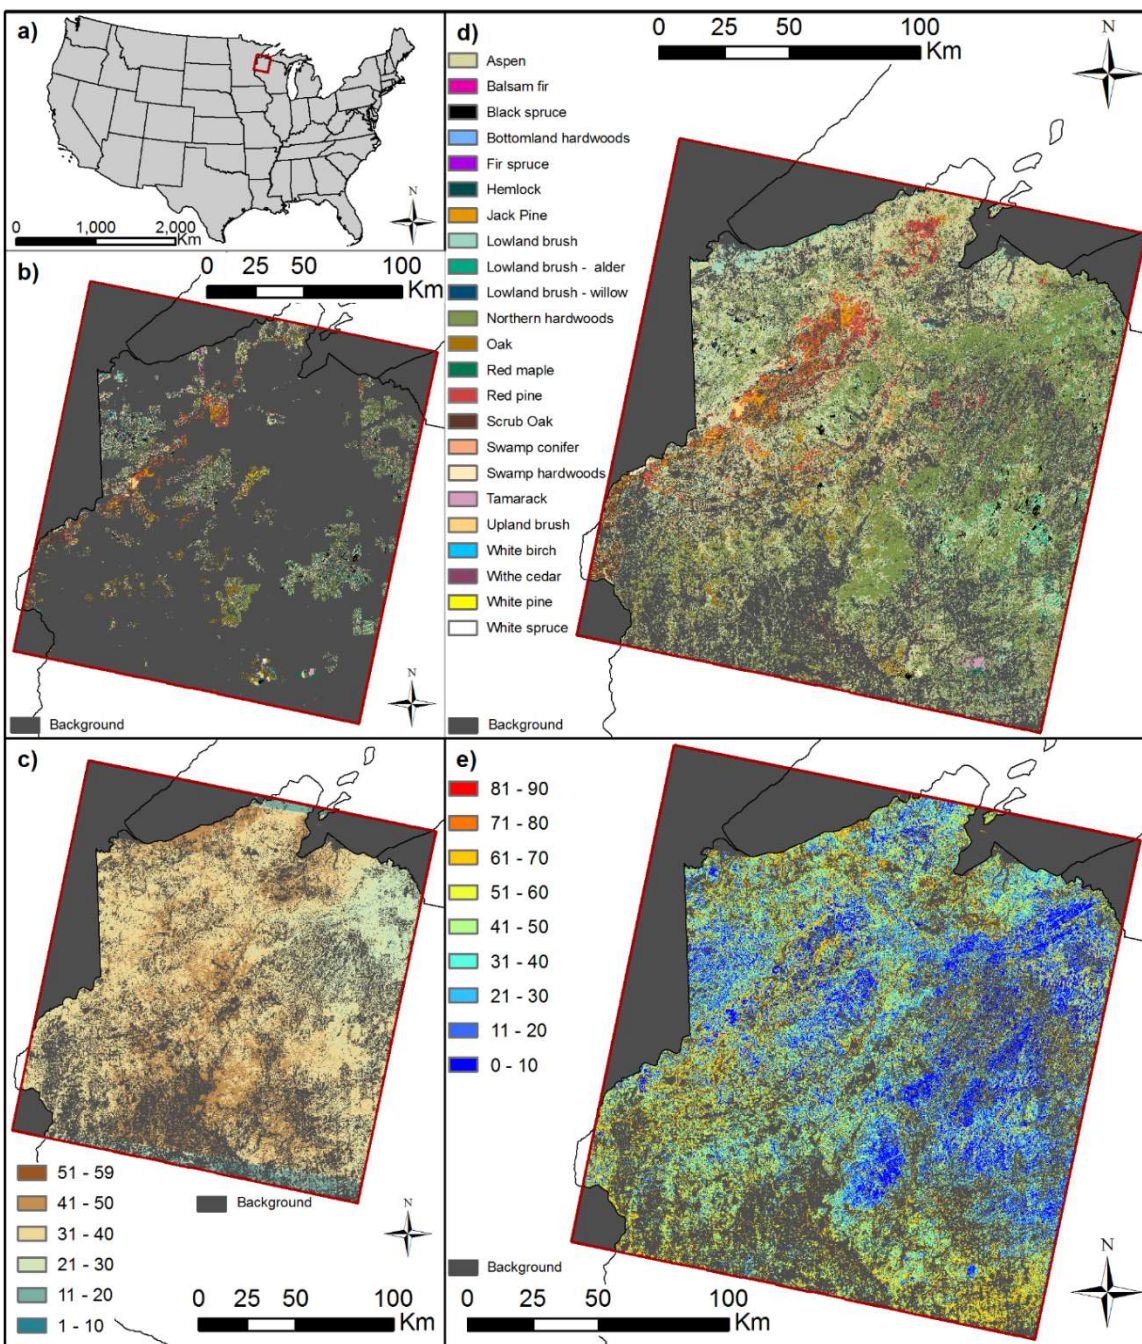 a)
N
0 1,000 2,000
Km
b)
0 25 50 100
Km
N
Background
c)
51 - 59
41 - 50
31 - 40
21 - 30
11 - 20
1 - 10
Background
N
0 25 50 100
Km
d)
0 25 50 100
Km
N
Aspen
Balsam fir
Black spruce
Bottomland hardwoods
Fir spruce
Hemlock
Jack Pine
Lowland brush
Lowland brush - alder
Lowland brush - willow
Northern hardwoods
Oak
Red maple
Red pine
Scrub Oak
Swamp conifer
Swamp hardwoods
Tamarack
Upland brush
White birch
Withe cedar
White pine
White spruce
Background
e)
81 - 90
71 - 80
61 - 70
51 - 60
41 - 50
31 - 40
21 - 30
11 - 20
0 - 10
Background
N
0 25 50 100
Km